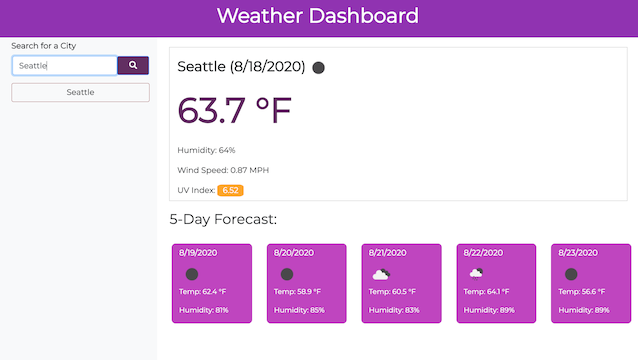 Weather Dashboard
Search for a City
Seattle
Seattle
Seattle (8/18/2020)
63.7 °F
Humidity: 64%
Wind Speed: 0.87 MPH
UV Index: 6.52
5-Day Forecast:
8/19/2020
Temp: 62.4 °F
Humidity: 81%
8/20/2020
Temp: 58.9 °F
Humidity: 85%
8/21/2020
Temp: 60.5 °F
Humidity: 83%
8/22/2020
Temp: 64.1 °F
Humidity: 89%
8/23/2020
Temp: 56.6 °F
Humidity: 89%